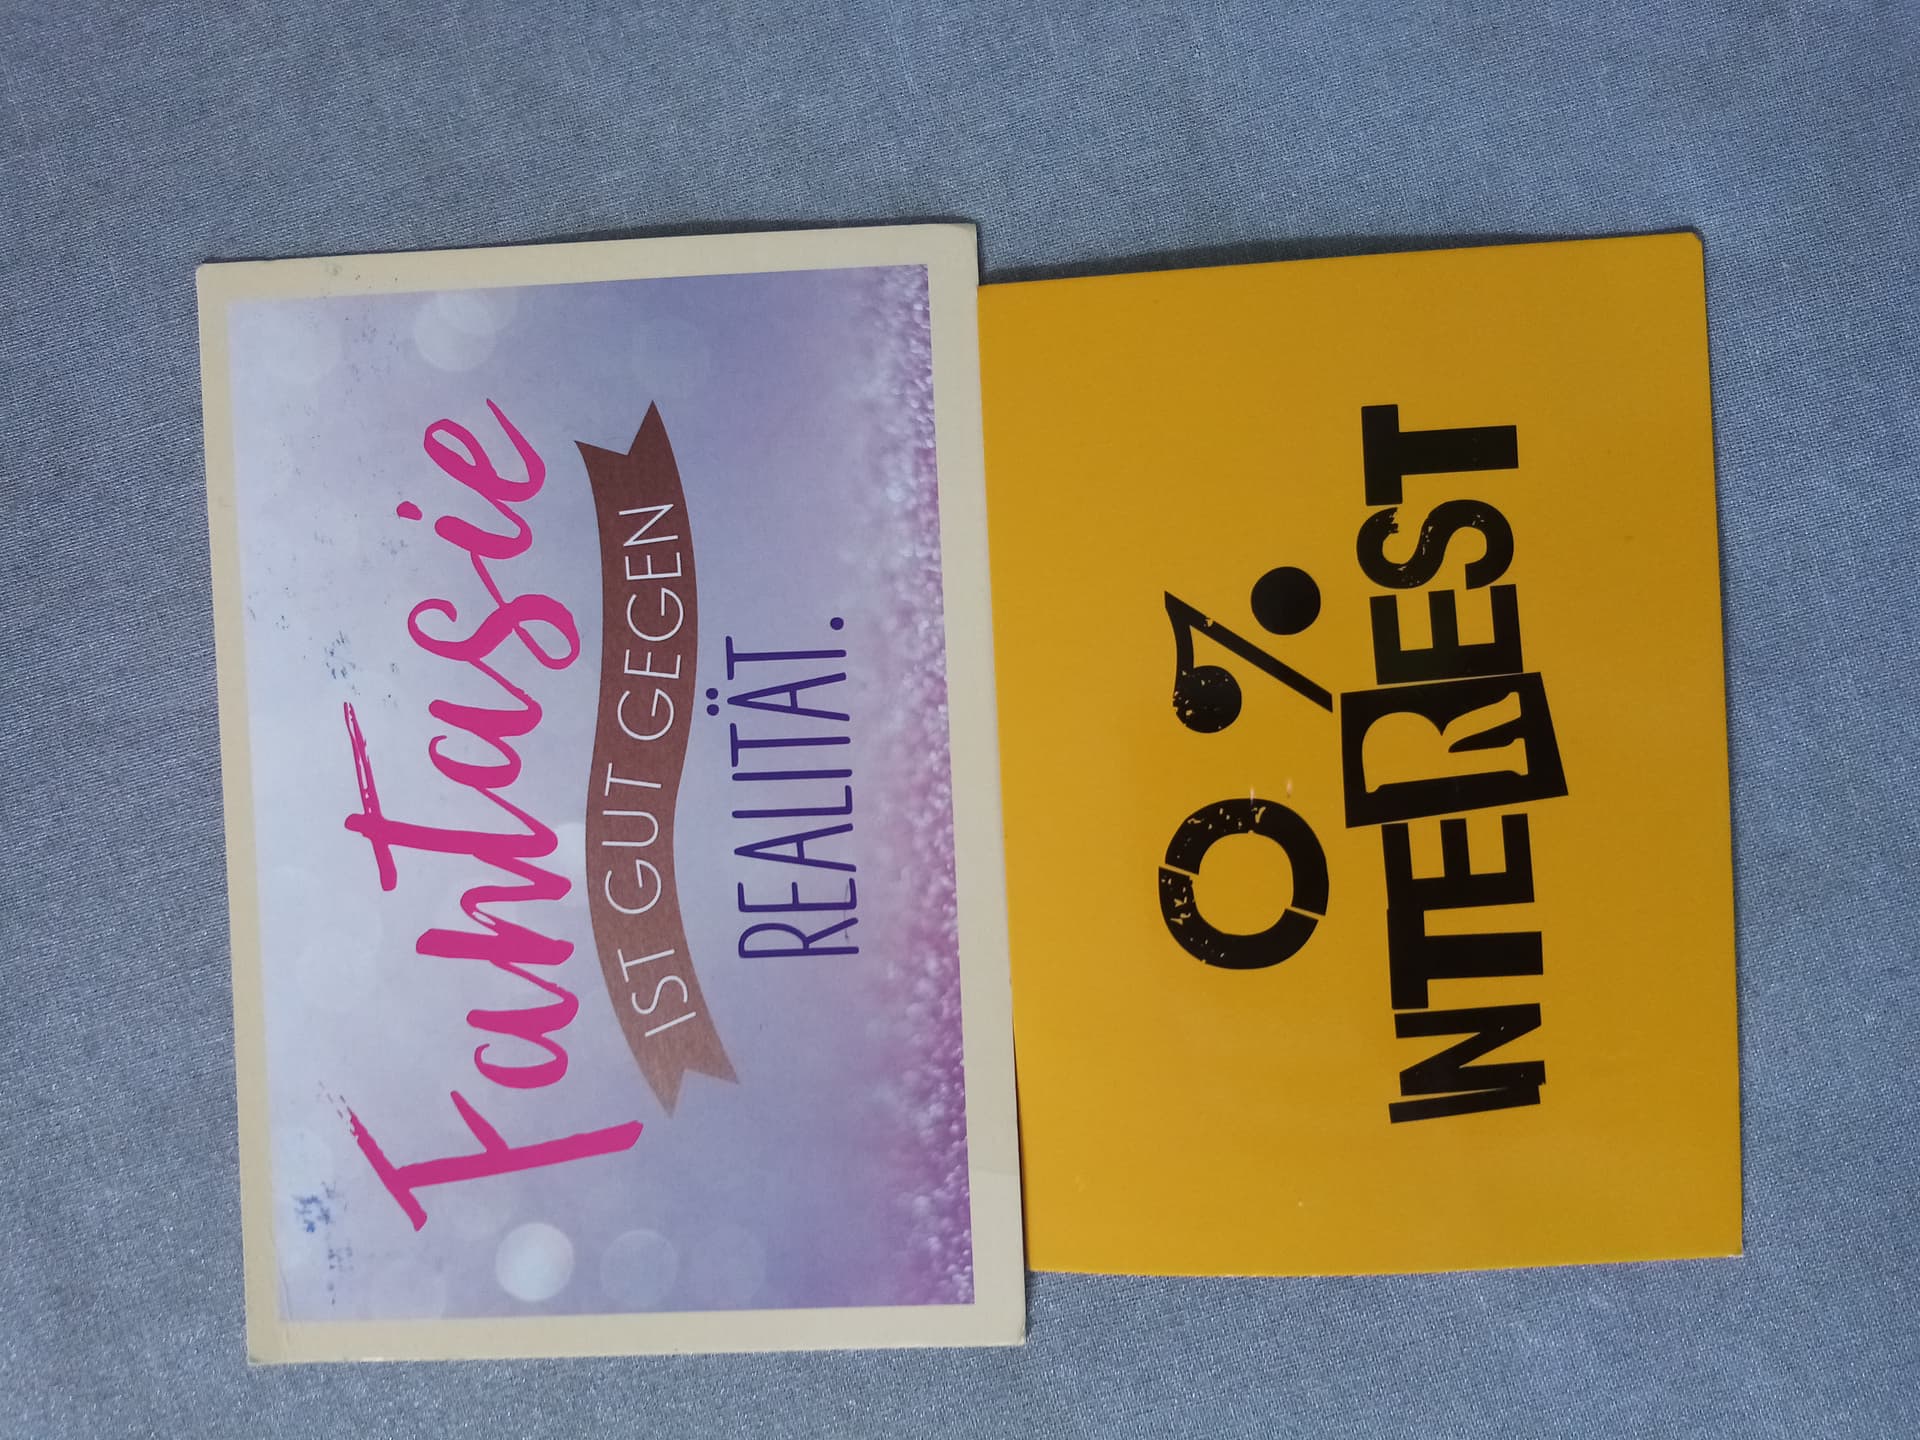 Fantasie
IST GUT GEGEN
REALITÄT.
0%
INTEREST